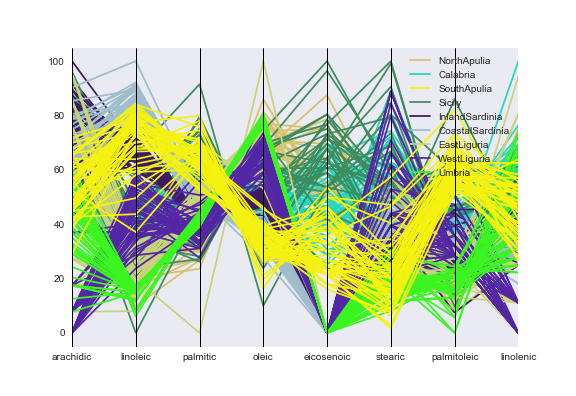 100
80
60
40
20
0
arachidic linoleic palmitic oleic eicosenoic stearic palmitoleic linolenic
NorthApulia
Calabria
SouthApulia
Sicily
InlandSardinia
CoastalSardinia
EastLiguria
WestLiguria
Umbria